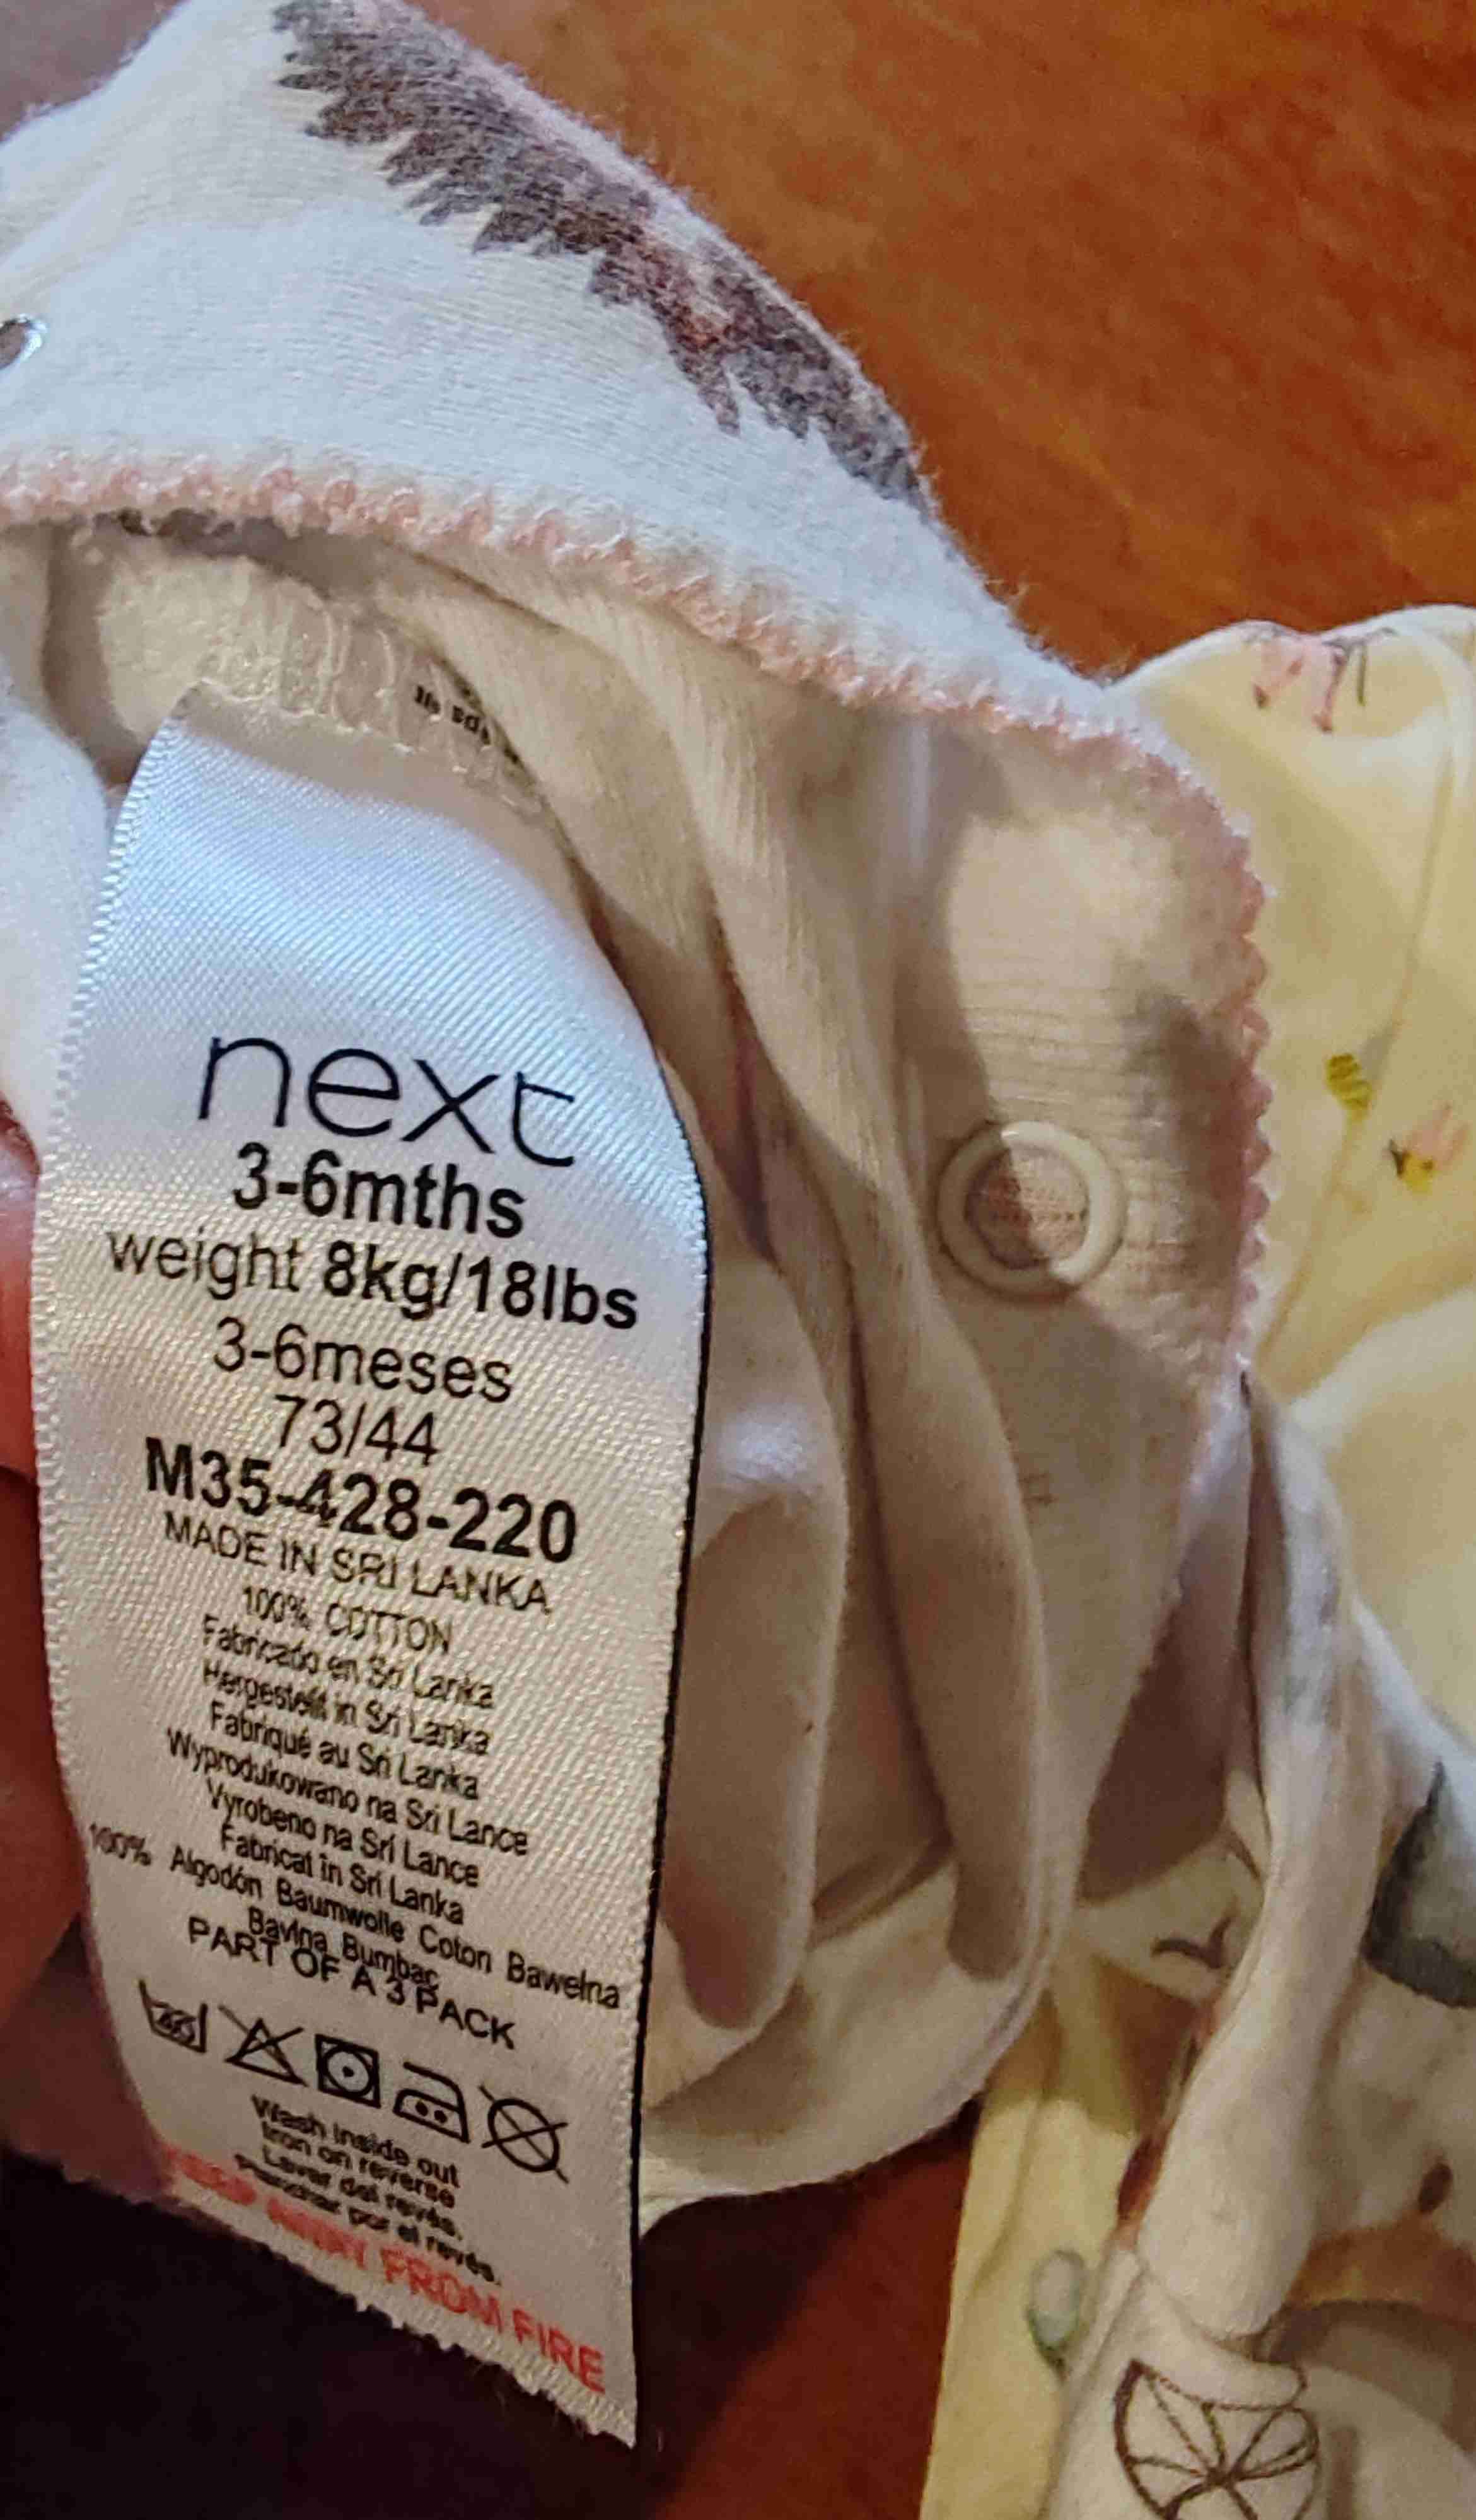 next
3-6mths
weight 8kg/18lbs
3-6meses
73/44
M35-428-220
MADE IN SRI LANKA
100% COTTON
Fabricado en Sri Lanka
Hergestellt in Sri Lanka
Fabriqué au Sri Lanka
Wyprodukowano na Sri Lance
Vyrobeno na Srí Lance
Fabricat în Sri Lanka
100% Algodón Baumwolle Coton Bawełna
Bavlna Bumbac
PART OF A 3 PACK
40
Wash inside out
Iron on reverse
Lavar del revés.
Planchar por el revés.
KEEP AWAY FROM FIRE